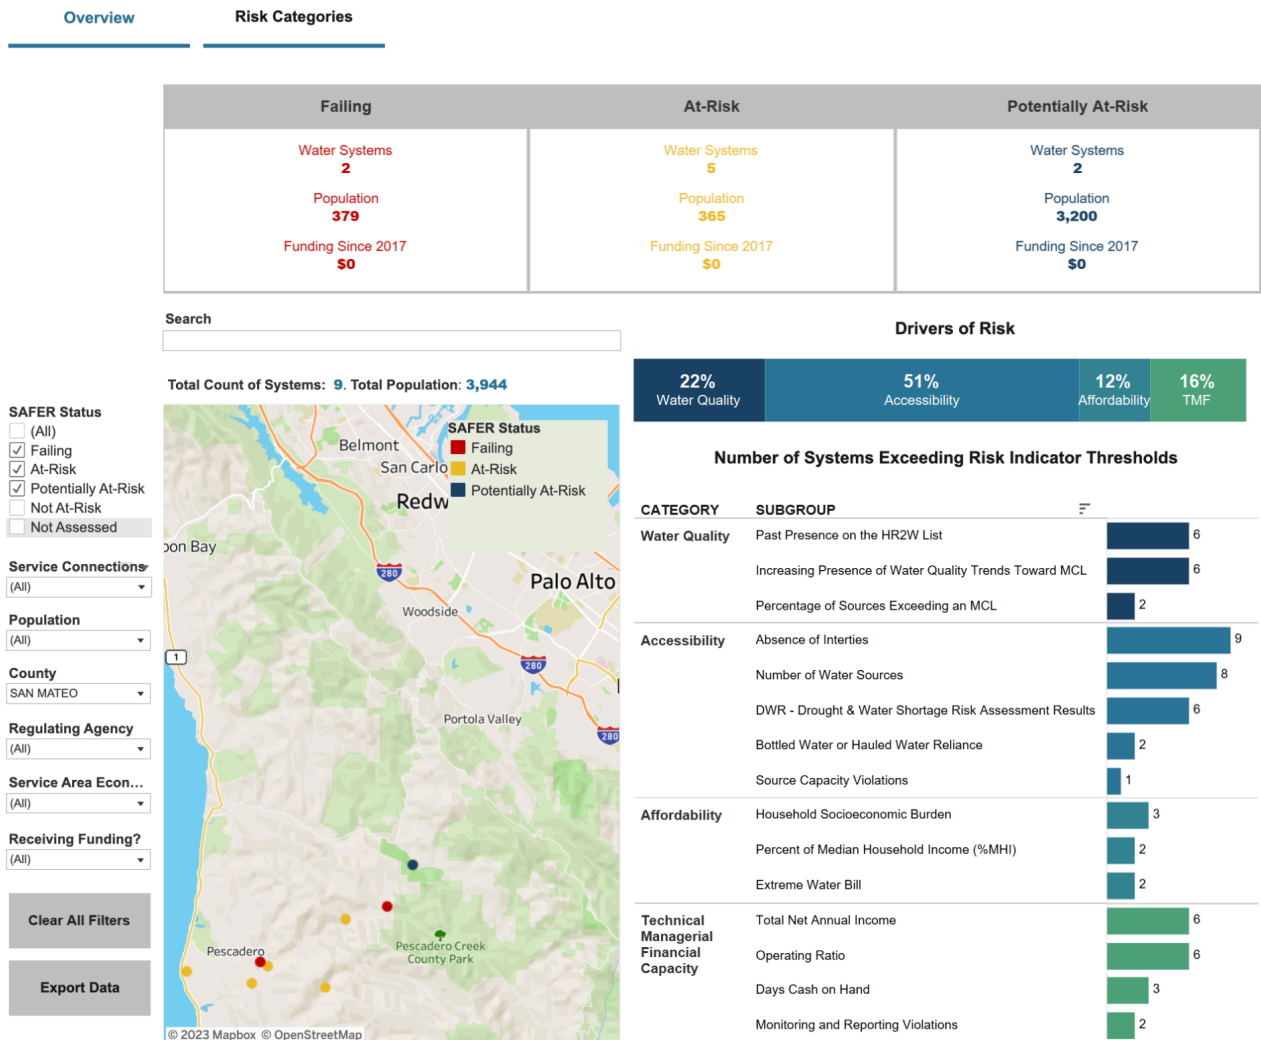 Overview
Risk Categories
Failing
At-Risk
Potentially At-Risk
Water Systems
2
Population
379
Funding Since 2017
$0
Water Systems
5
Population
365
Funding Since 2017
$0
Water Systems
2
Population
3,200
Funding Since 2017
$0
Search
Total Count of Systems: 9. Total Population: 3,944
SAFER Status
(All)
Failing
At-Risk
Potentially At-Risk
Not At-Risk
Not Assessed
Service Connections
(All)
Population
(All)
County
SAN MATEO
Regulating Agency
(All)
Service Area Econ...
(All)
Receiving Funding?
(All)
Clear All Filters
Export Data
SAFER Status
Failing
At-Risk
Potentially At-Risk
Belmont
San Carlo
Redw
oon Bay
280
Palo Alto
Woodside
1
280
Portola Valley
280
Pescadero
Pescadero Creek
County Park
© 2023 Mapbox © OpenStreetMap
Drivers of Risk
22%
Water Quality
51%
Accessibility
12%
Affordability
16%
TMF
Number of Systems Exceeding Risk Indicator Thresholds
CATEGORY SUBGROUP
Water Quality Past Presence on the HR2W List 6
Increasing Presence of Water Quality Trends Toward MCL 6
Percentage of Sources Exceeding an MCL 2
Accessibility Absence of Interties 9
Number of Water Sources 8
DWR - Drought & Water Shortage Risk Assessment Results 6
Bottled Water or Hauled Water Reliance 2
Source Capacity Violations 1
Affordability Household Socioeconomic Burden 3
Percent of Median Household Income (%MHI) 2
Extreme Water Bill 2
Technical
Managerial
Financial
Capacity
Total Net Annual Income 6
Operating Ratio 6
Days Cash on Hand 3
Monitoring and Reporting Violations 2